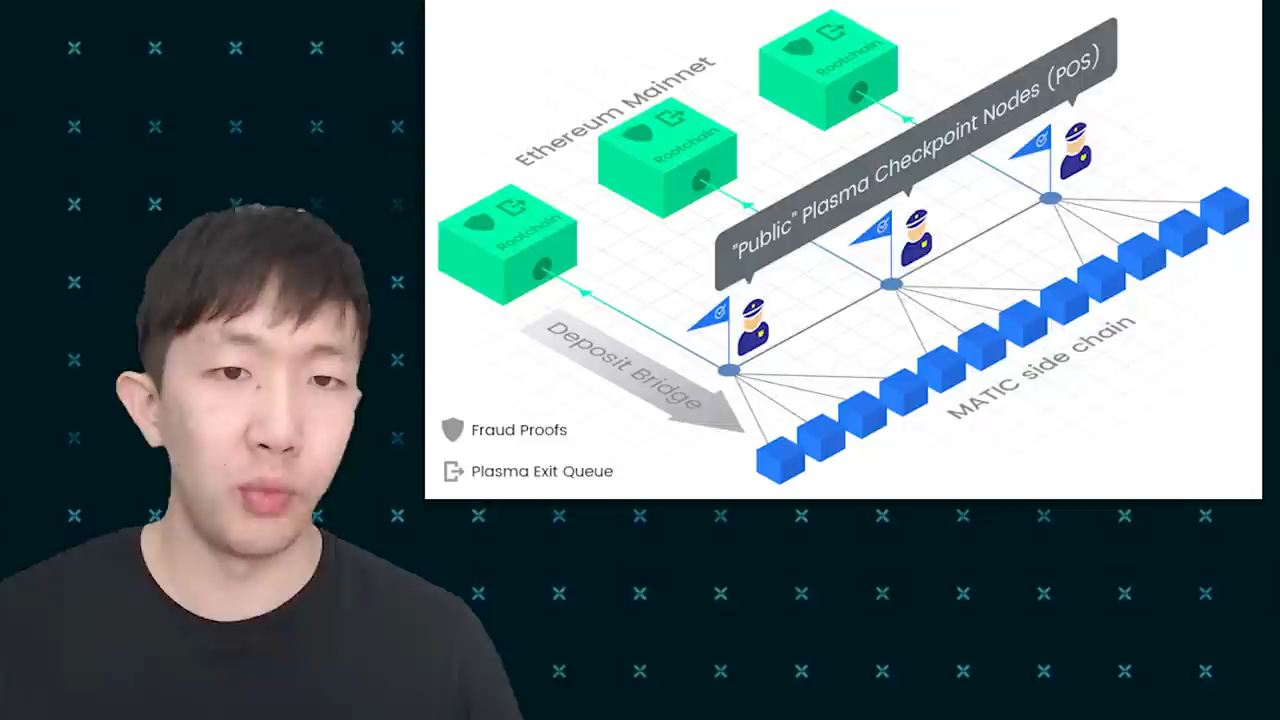 Ethereum Mainnet
Rootchain
Rootchain
Rootchain
"Public" Plasma Checkpoint Nodes (POS)
Deposit Bridge
MATIC side chain
Fraud Proofs
Plasma Exit Queue